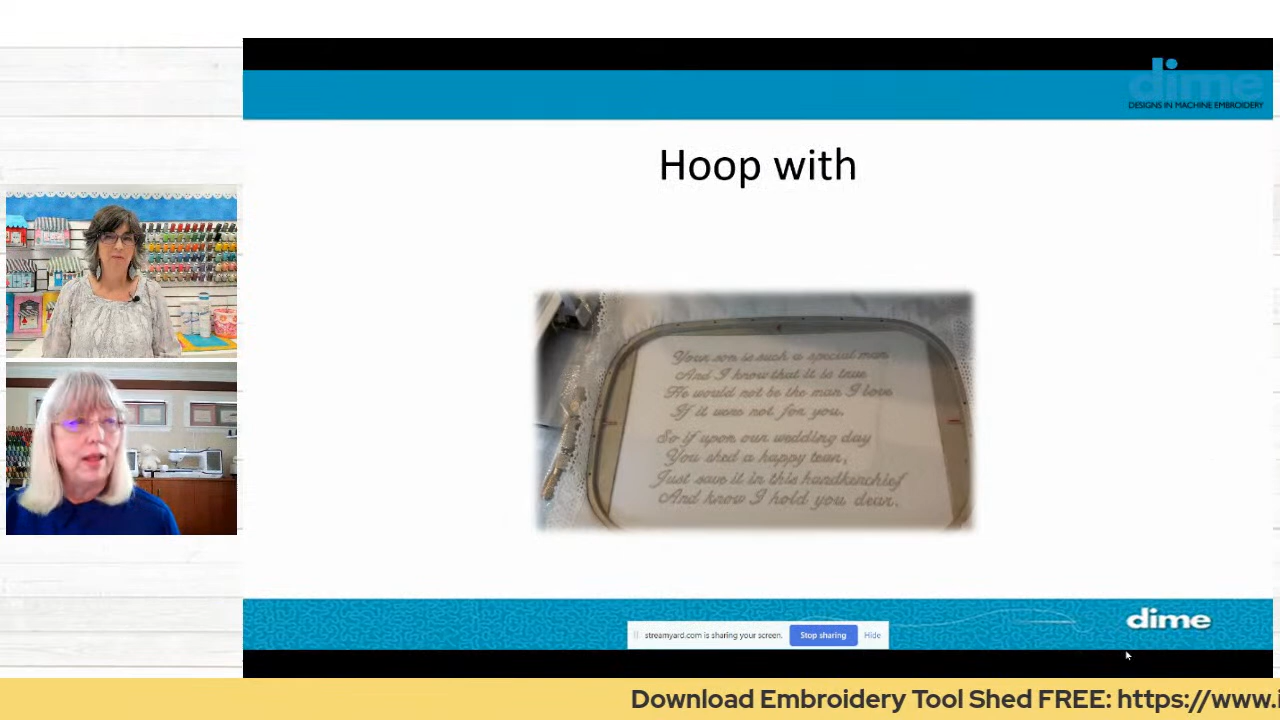 dime
DESIGNS IN MACHINE EMBROIDERY
Hoop with
Your son is such a special man
And I know that it is true
He would not be the man I love
If it were not for you.
So if upon our wedding day
You shed a happy tear,
Just save it in this handkerchief
And know I hold you dear.
dime
streamyard.com is sharing your screen.
Stop sharing
Hide
Download Embroidery Tool Shed FREE: https://www.i